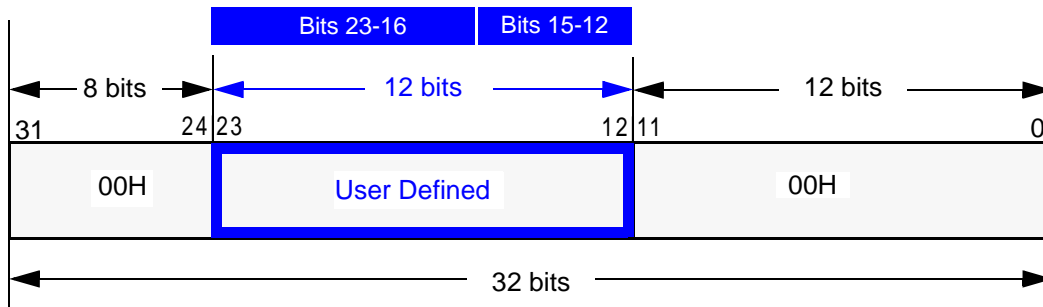 Bits 23-16 Bits 15-12
8 bits 12 bits 12 bits
31 24 23 12 11 0
00H User Defined 00H
32 bits